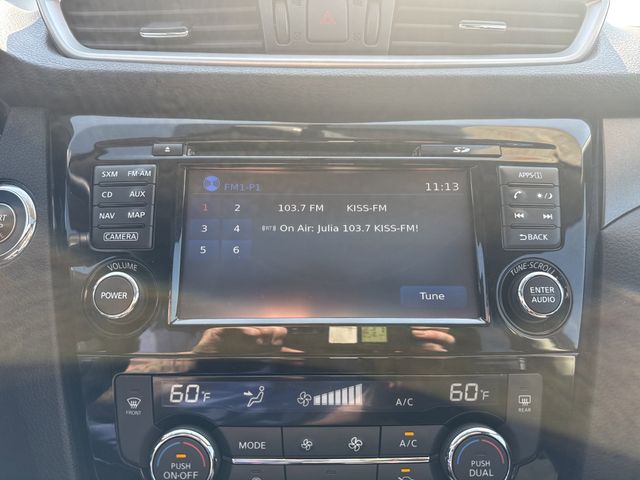 SXM FM·AM
CD AUX
NAV MAP
CAMERA
VOLUME
POWER
SD
FM1-P1 11:13
1 2 103.7 FM KISS-FM
3 4 On Air: Julia 103.7 KISS-FM!
5 6
Tune
APPS·(1)
BACK
TUNE·SCROLL
ENTER
AUDIO
60°F A/C 60°F
FRONT
REAR
MODE A/C
PUSH
ON·OFF
PUSH
DUAL